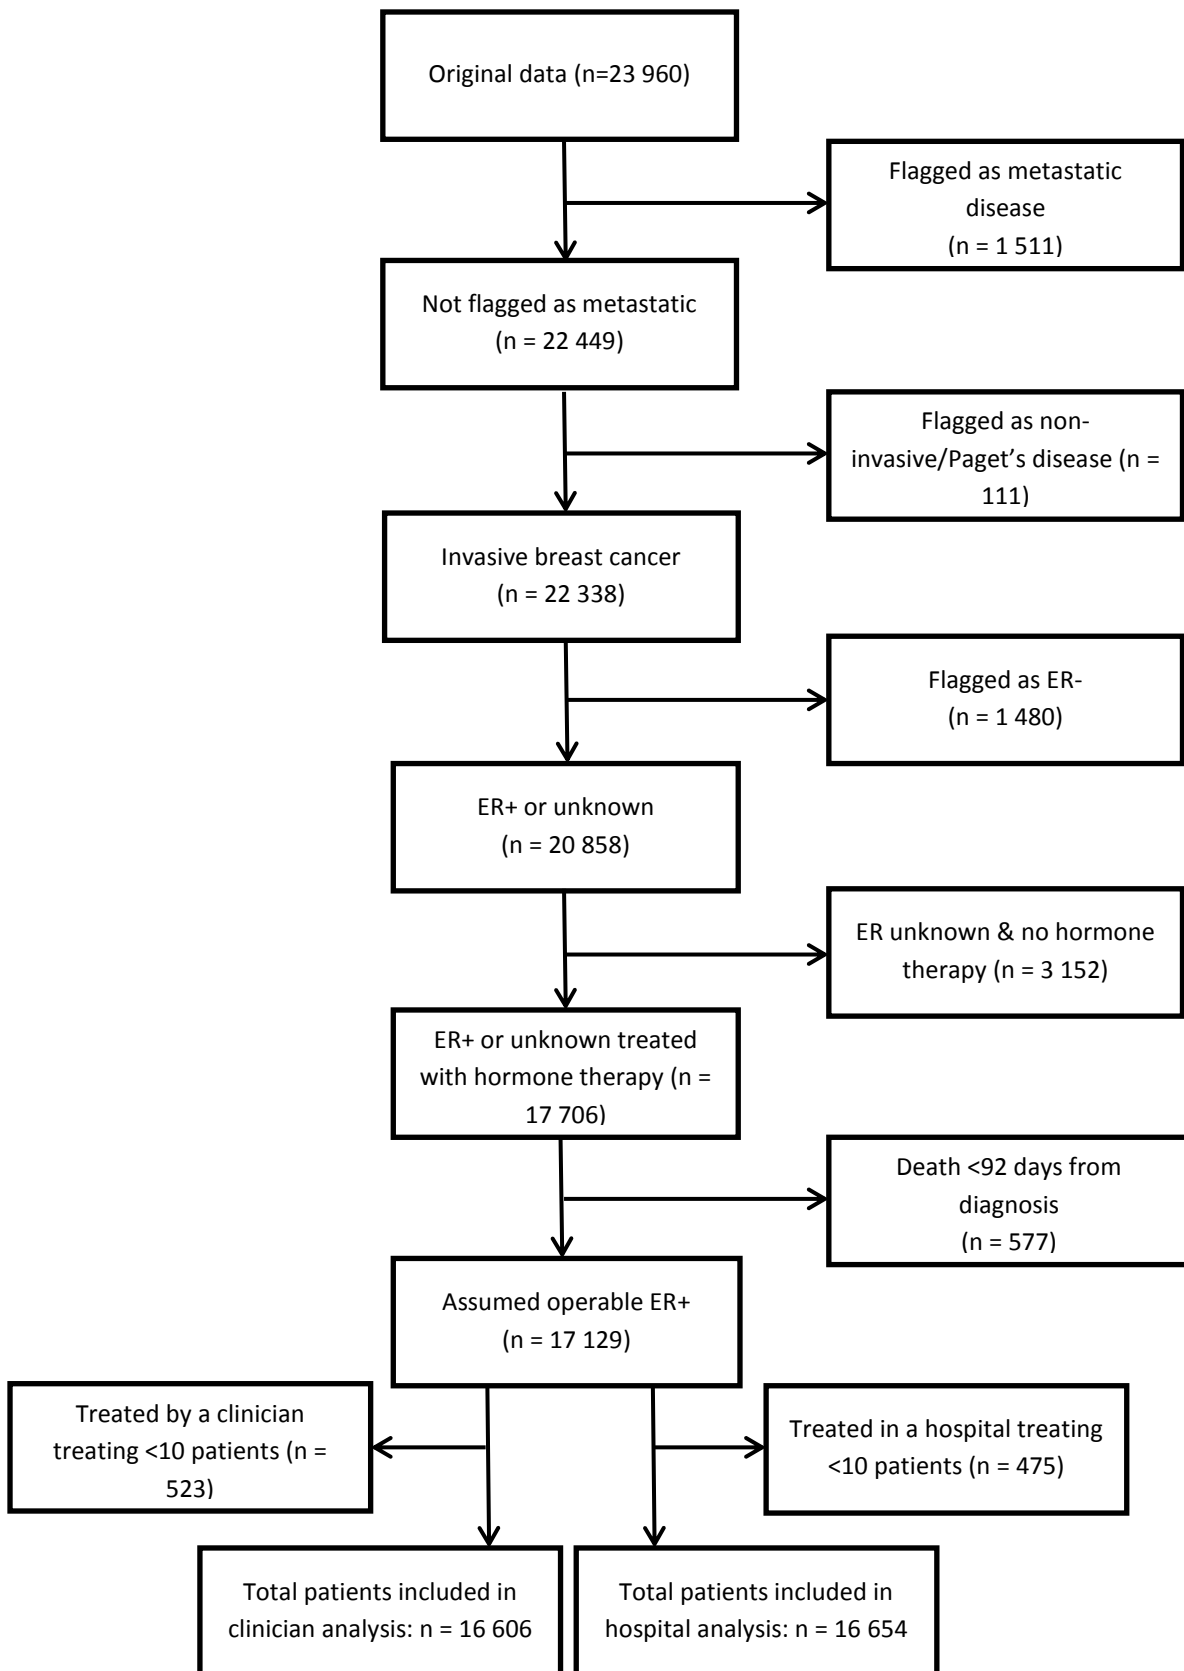 Original data (n=23 960)
Flagged as metastatic
disease
(n = 1 511)
Not flagged as metastatic
(n = 22 449)
Flagged as non-
invasive/Paget’s disease (n =
111)
Invasive breast cancer
(n = 22 338)
Flagged as ER-
(n = 1 480)
ER+ or unknown
(n = 20 858)
ER unknown & no hormone
therapy (n = 3 152)
ER+ or unknown treated
with hormone therapy (n =
17 706)
Death <92 days from
diagnosis
(n = 577)
Assumed operable ER+
(n = 17 129)
Treated by a clinician
treating <10 patients (n =
523)
Treated in a hospital treating
<10 patients (n = 475)
Total patients included in
clinician analysis: n = 16 606
Total patients included in
hospital analysis: n = 16 654